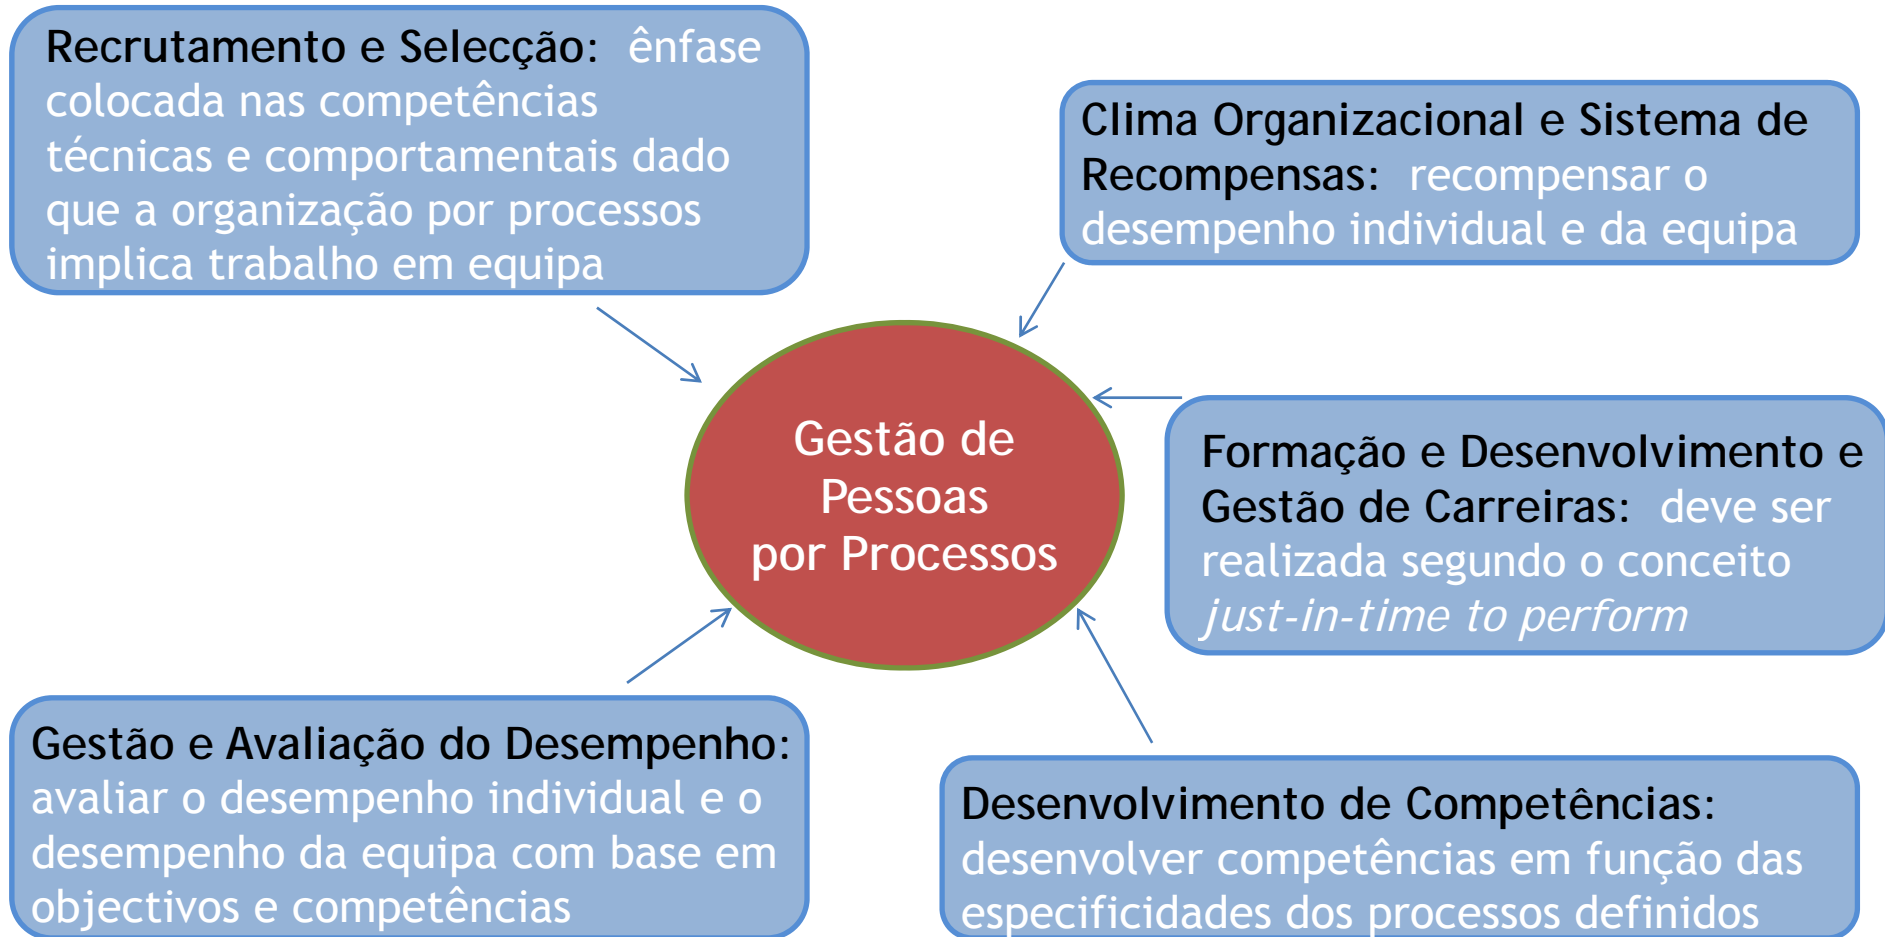 Recrutamento e Selecção: ênfase
colocada nas competências
técnicas e comportamentais dado
que a organização por processos
implica trabalho em equipa
Clima Organizacional e Sistema de
Recompensas: recompensar o
desempenho individual e da equipa
Gestão de
Pessoas
por Processos
Formação e Desenvolvimento e
Gestão de Carreiras: deve ser
realizada segundo o conceito
just-in-time to perform
Gestão e Avaliação do Desempenho:
avaliar o desempenho individual e o
desempenho da equipa com base em
objectivos e competências
Desenvolvimento de Competências:
desenvolver competências em função das
especificidades dos processos definidos